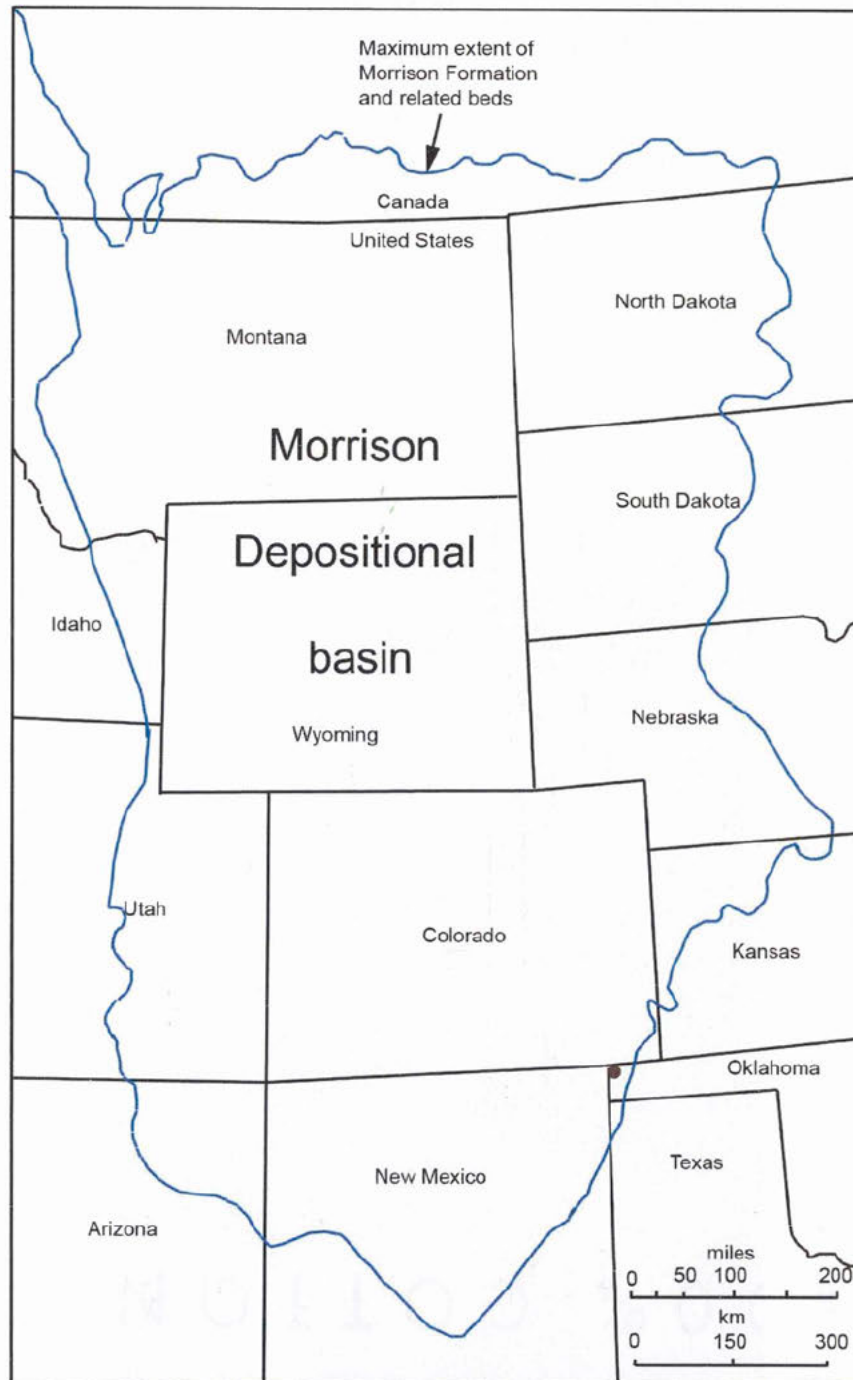 Maximum extent of
Morrison Formation
and related beds
Canada
United States
North Dakota
Montana
Morrison
South Dakota
Depositional
Idaho
basin
Nebraska
Wyoming
Utah
Colorado
Kansas
Oklahoma
Texas
New Mexico
Arizona
miles
0 50 100 200
km
0 150 300